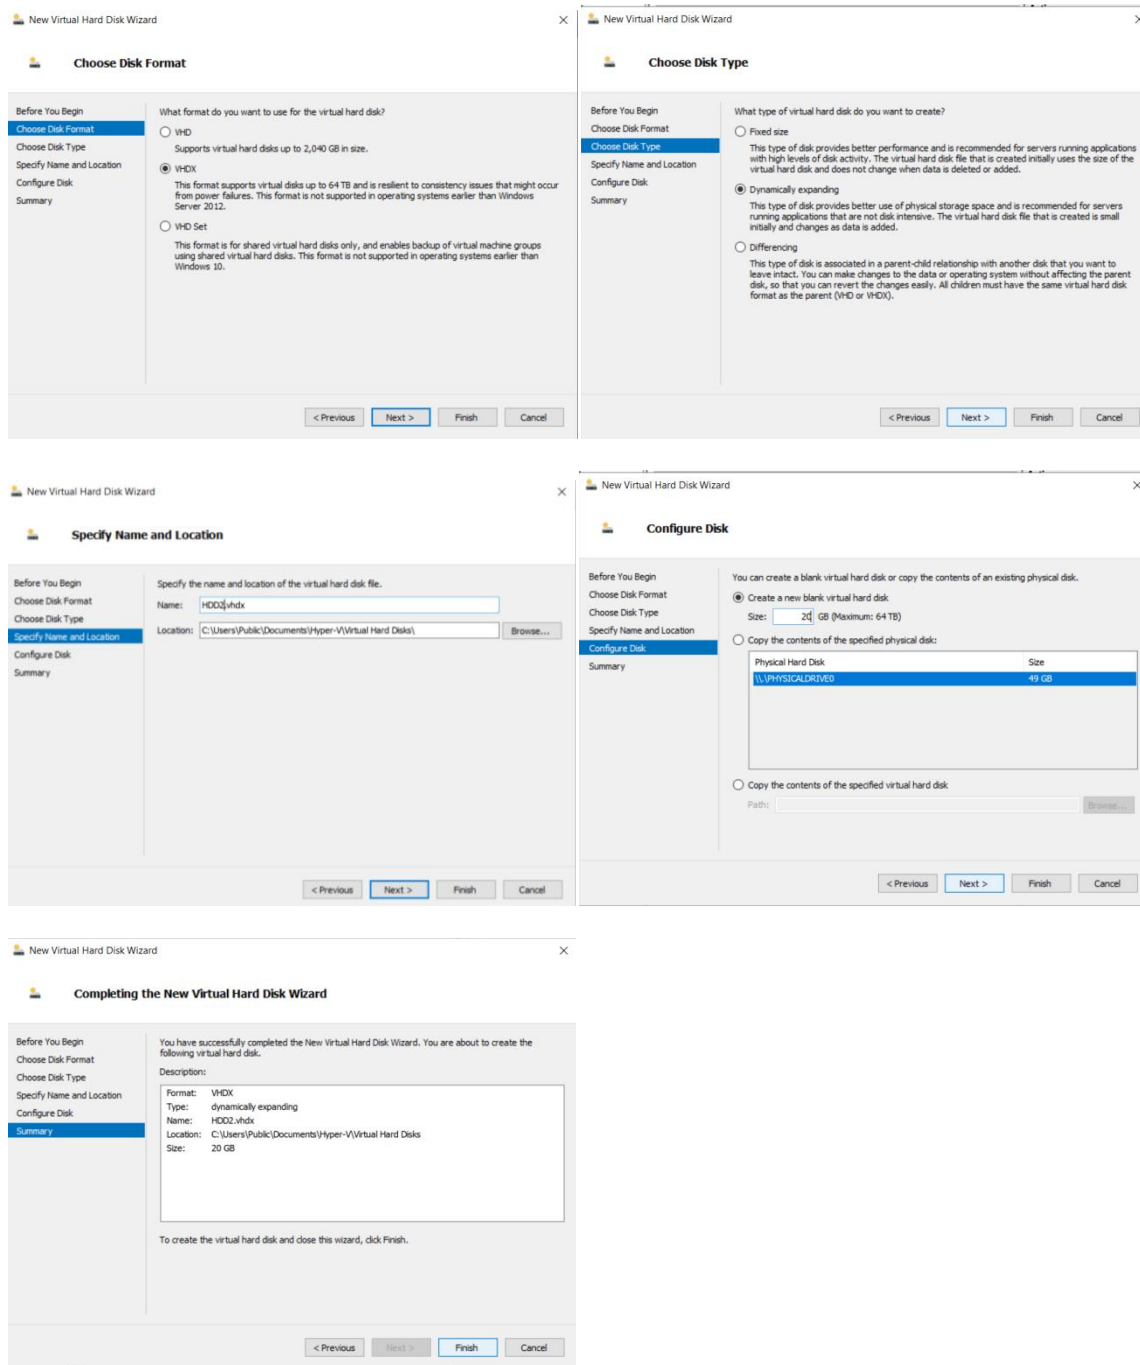 New Virtual Hard Disk Wizard
Choose Disk Format
Before You Begin
Choose Disk Format
Choose Disk Type
Specify Name and Location
Configure Disk
Summary
What format do you want to use for the virtual hard disk?
VHD
Supports virtual hard disks up to 2,040 GB in size.
VHDX
This format supports virtual disks up to 64 TB and is resilient to consistency issues that might occur
from power failures. This format is not supported in operating systems earlier than Windows
Server 2012.
VHD Set
This format is for shared virtual hard disks only, and enables backup of virtual machine groups
using shared virtual hard disks. This format is not supported in operating systems earlier than
Windows 10.
< Previous
Next >
Finish
Cancel
New Virtual Hard Disk Wizard
Choose Disk Type
Before You Begin
Choose Disk Format
Choose Disk Type
Specify Name and Location
Configure Disk
Summary
What type of virtual hard disk do you want to create?
Fixed size
This type of disk provides better performance and is recommended for servers running applications
with high levels of disk activity. The virtual hard disk file that is created initially uses the size of the
virtual hard disk and does not change when data is deleted or added.
Dynamically expanding
This type of disk provides better use of physical storage space and is recommended for servers
running applications that are not disk intensive. The virtual hard disk file that is created is small
initially and changes as data is added.
Differencing
This type of disk is associated in a parent-child relationship with another disk that you want to
leave intact. You can make changes to the data or operating system without affecting the parent
disk, so that you can revert the changes easily. All children must have the same virtual hard disk
format as the parent (VHD or VHDX).
< Previous
Next >
Finish
Cancel
New Virtual Hard Disk Wizard
Specify Name and Location
Before You Begin
Choose Disk Format
Choose Disk Type
Specify Name and Location
Configure Disk
Summary
Specify the name and location of the virtual hard disk file.
Name: HDD2.vhdx
Location: C:\Users\Public\Documents\Hyper-V\Virtual Hard Disks\ Browse...
< Previous
Next >
Finish
Cancel
New Virtual Hard Disk Wizard
Configure Disk
Before You Begin
Choose Disk Format
Choose Disk Type
Specify Name and Location
Configure Disk
Summary
You can create a blank virtual hard disk or copy the contents of an existing physical disk.
Create a new blank virtual hard disk
Size: 20 GB (Maximum: 64 TB)
Copy the contents of the specified physical disk:
Physical Hard Disk Size
\\.\PHYSICALDRIVE0 49 GB
Copy the contents of the specified virtual hard disk
Path: Browse...
< Previous
Next >
Finish
Cancel
New Virtual Hard Disk Wizard
Completing the New Virtual Hard Disk Wizard
Before You Begin
Choose Disk Format
Choose Disk Type
Specify Name and Location
Configure Disk
Summary
You have successfully completed the New Virtual Hard Disk Wizard. You are about to create the
following virtual hard disk.
Description:
Format: VHDX
Type: dynamically expanding
Name: HDD2.vhdx
Location: C:\Users\Public\Documents\Hyper-V\Virtual Hard Disks
Size: 20 GB
To create the virtual hard disk and close this wizard, click Finish.
< Previous
Next >
Finish
Cancel